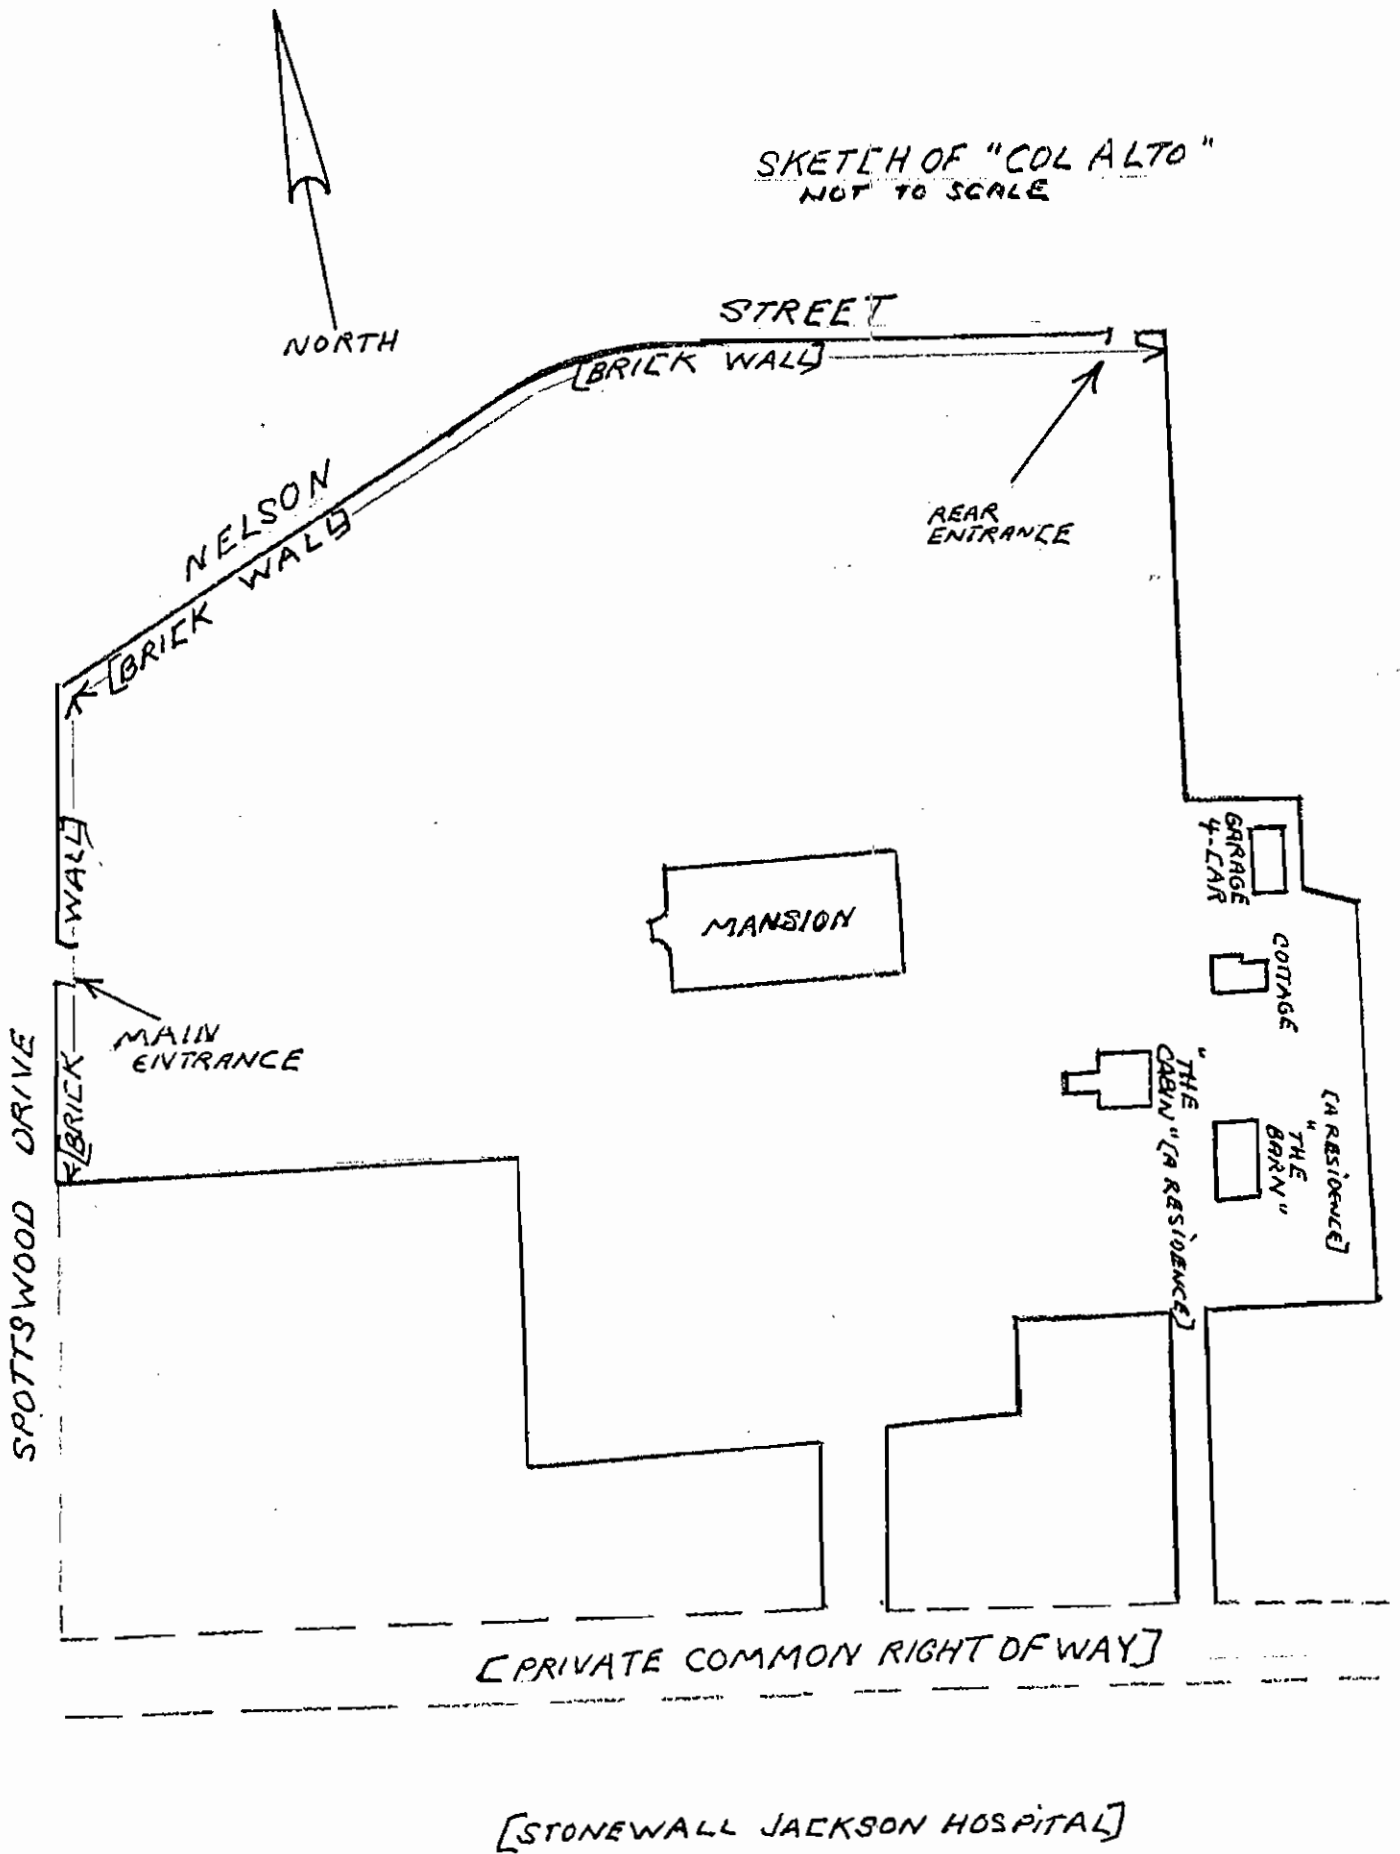 SKETCH OF "COL ALTO"
NOT TO SCALE
NORTH
STREET
[BRICK WALL]
NELSON
[BRICK WALL]
REAR
ENTRANCE
[BRICK WALL]
MAIN
ENTRANCE
SPOTTSWOOD DRIVE
MANSION
GARAGE
4-CAR
COTTAGE
"THE
CABIN" [A RESIDENCE]
"THE
BARN"
[A RESIDENCE]
[PRIVATE COMMON RIGHT OF WAY]
[STONEWALL JACKSON HOSPITAL]